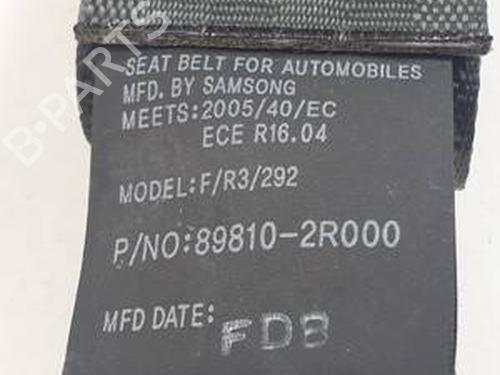 SEAT BELT FOR AUTOMOBILES
MFD. BY SAMSONG
MEETS:2005/40/EC
ECE R16.04
MODEL:F/R3/292
P/NO:89810-2R000
MFD DATE: FDB
B-PARTS